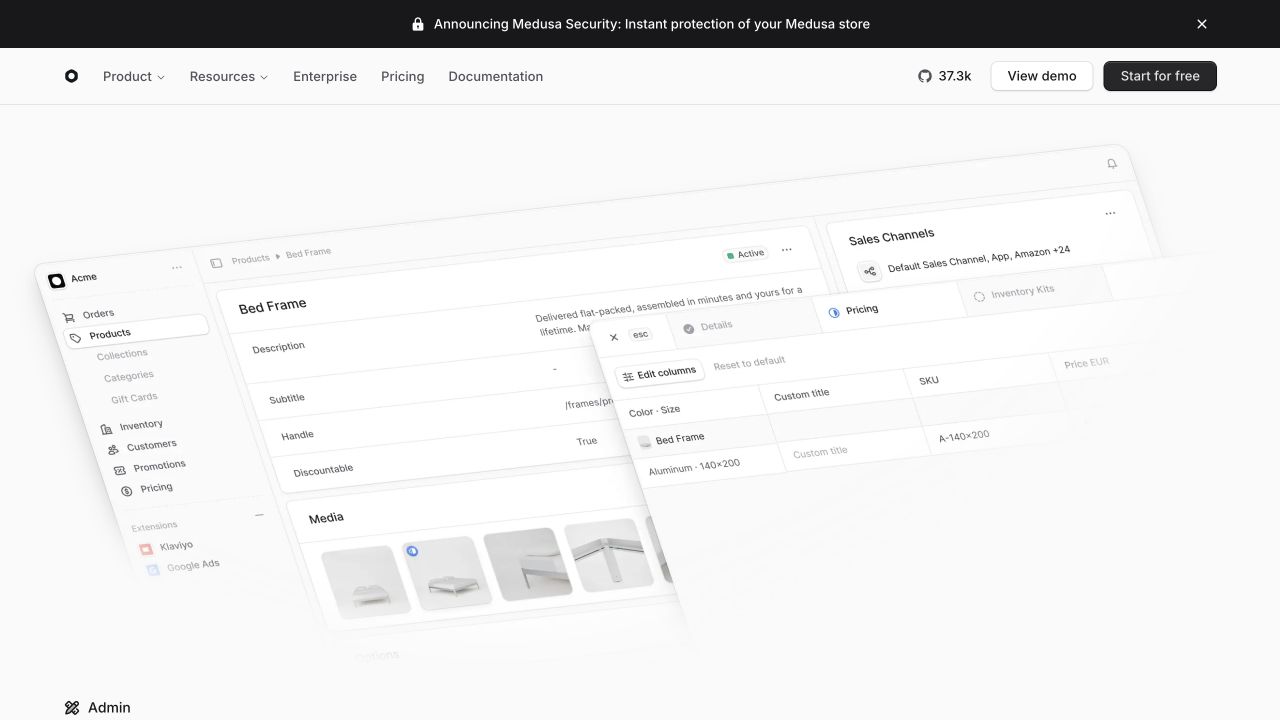 Announcing Medusa Security: Instant protection of your Medusa store
Product
Resources
Enterprise
Pricing
Documentation
37.3k
View demo
Start for free
Acme
Orders
Products
Collections
Categories
Gift Cards
Inventory
Customers
Promotions
Pricing
Extensions
Klaviyo
Google Ads
Products
Bed Frame
Bed Frame
Active
Description
Delivered flat-packed, assembled in minutes and yours for a
lifetime.
Subtitle
-
Handle
Discountable
True
Media
Options
Sales Channels
Default Sales Channel, App, Amazon +24
esc
Details
Pricing
Inventory Kits
Edit columns
Reset to default
Color · Size
Custom title
SKU
Price EUR
Bed Frame
Aluminum · 140×200
Custom title
A-140×200
Admin